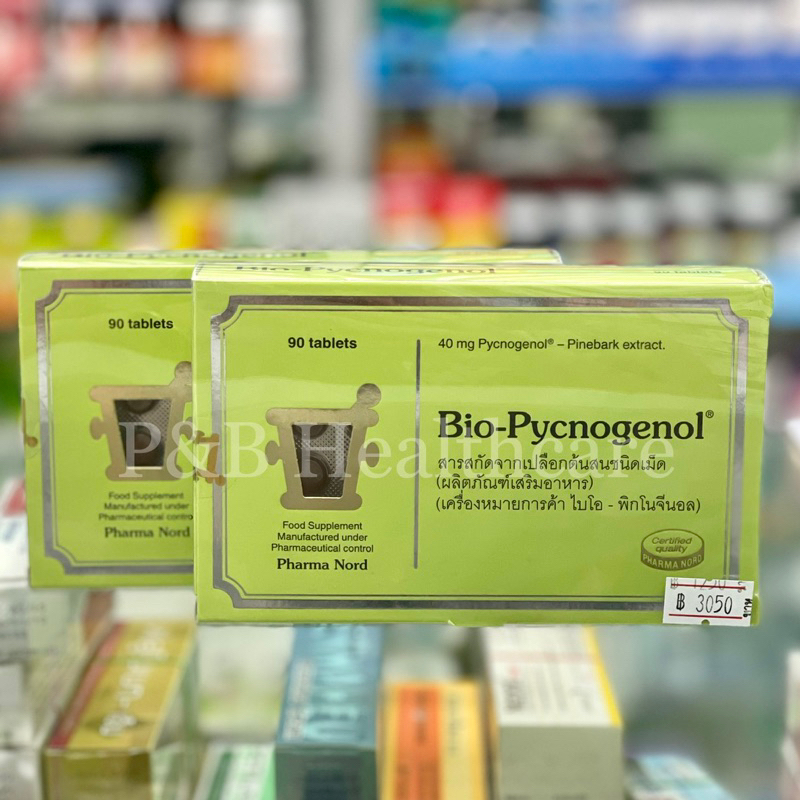 Bio-Pycnogenol
90 tablets
Food Supplement
Manufactured under
Pharmaceutical contro
Pharma Nord
Bio-Pycnogenol
90 tablets
90 tablets
40 mg Pycnogenol® – Pinebark extract.
Bio-Pycnogenol®
สารสกัดจากเปลือกต้นสนชนิดเม็ด
(ผลิตภัณฑ์เสริมอาหาร)
(เครื่องหมายการค้า ไบโอ - พิกโนจีนอล)
Food Supplement
Manufactured under
Pharmaceutical control
Pharma Nord
Certified
quality
PHARMA NORD
฿ 3050
P&B Healthcare